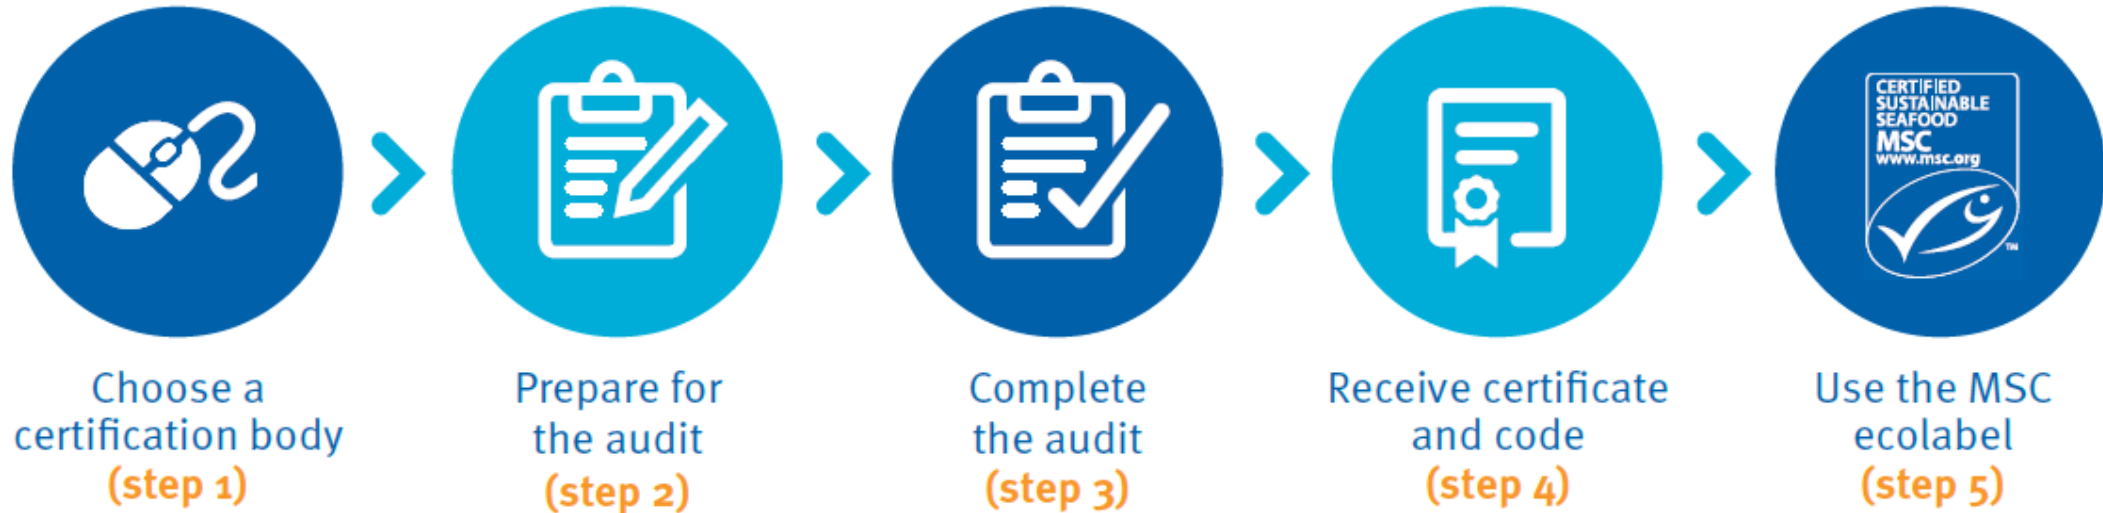 CERTIFIED
SUSTAINABLE
SEAFOOD
MSC
www.msc.org
TM
Choose a
certification body
(step 1)
Prepare for
the audit
(step 2)
Complete
the audit
(step 3)
Receive certificate
and code
(step 4)
Use the MSC
ecolabel
(step 5)